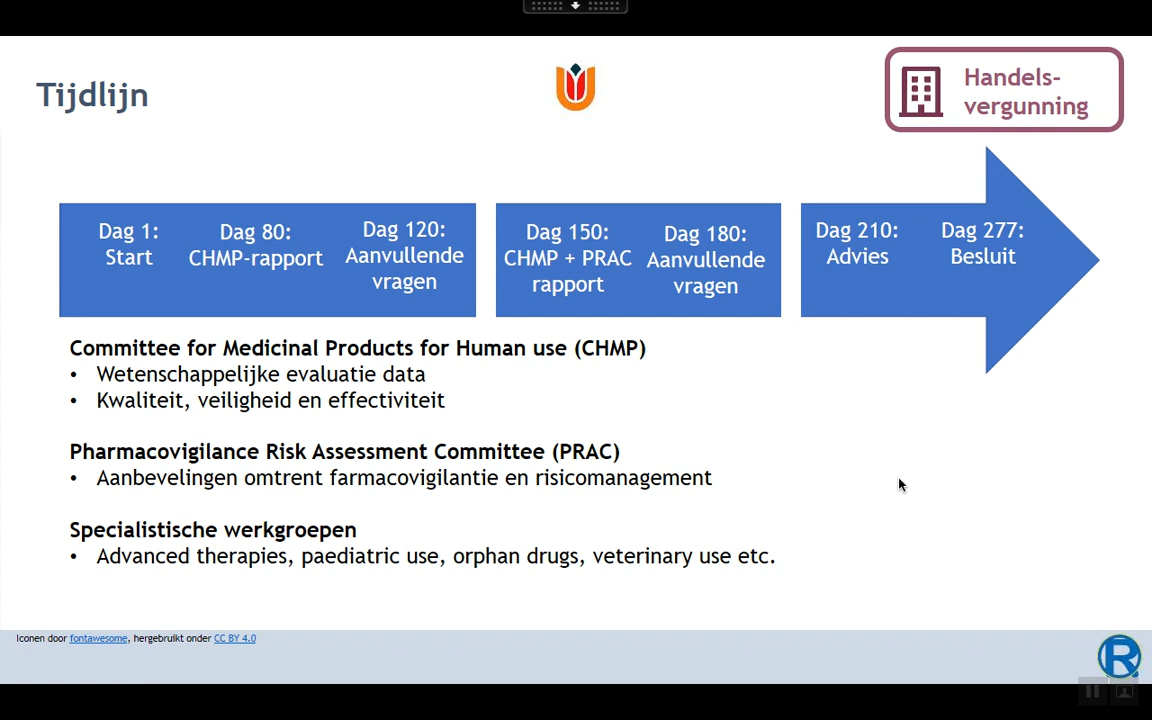 Tijdlijn
Handels-
vergunning
Dag 1:
Start
Dag 80:
CHMP-rapport
Dag 120:
Aanvullende
vragen
Dag 150:
CHMP + PRAC
rapport
Dag 180:
Aanvullende
vragen
Dag 210:
Advies
Dag 277:
Besluit
Committee for Medicinal Products for Human use (CHMP)
• Wetenschappelijke evaluatie data
• Kwaliteit, veiligheid en effectiviteit
Pharmacovigilance Risk Assessment Committee (PRAC)
• Aanbevelingen omtrent farmacovigilantie en risicomanagement
Specialistische werkgroepen
• Advanced therapies, paediatric use, orphan drugs, veterinary use etc.
Iconen door fontawesome, hergebruikt onder CC BY 4.0
R